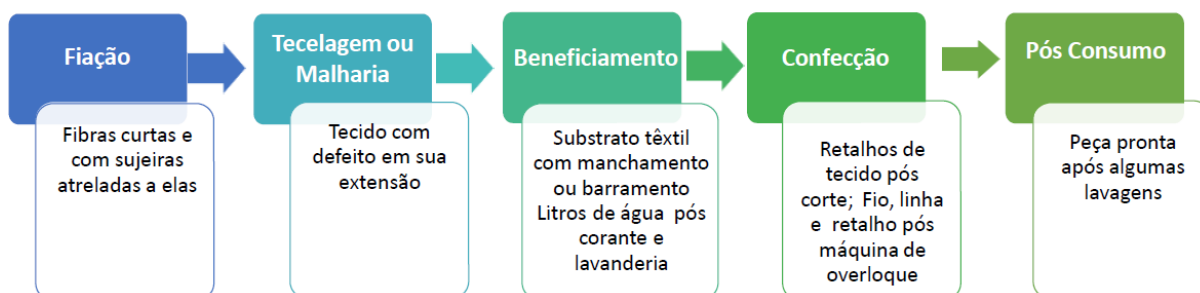 Fiação
Fibras curtas e
com sujeiras
atreladas a elas
Tecelagem ou
Malharia
Tecido com
defeito em sua
extensão
Beneficiamento
Substrato têxtil
com manchamento
ou barramento
Litros de água pós
corante e
lavanderia
Confecção
Retalhos de
tecido pós
corte; Fio, linha
e retalho pós
máquina de
overloque
Pós Consumo
Peça pronta
após algumas
lavagens